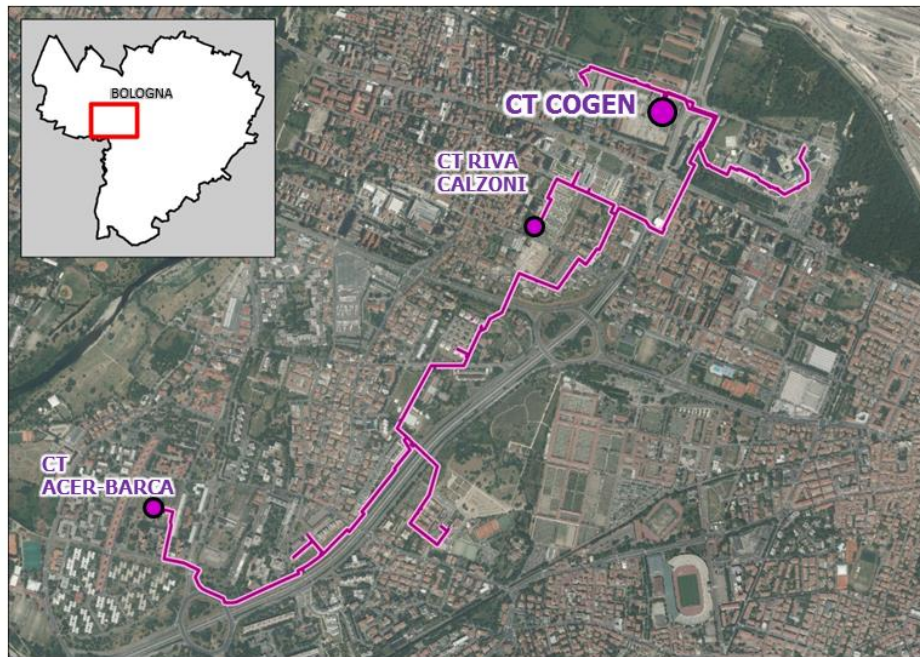 BOLOGNA
CT COGEN
CT RIVA
CALZONI
CT
ACER-BARCA